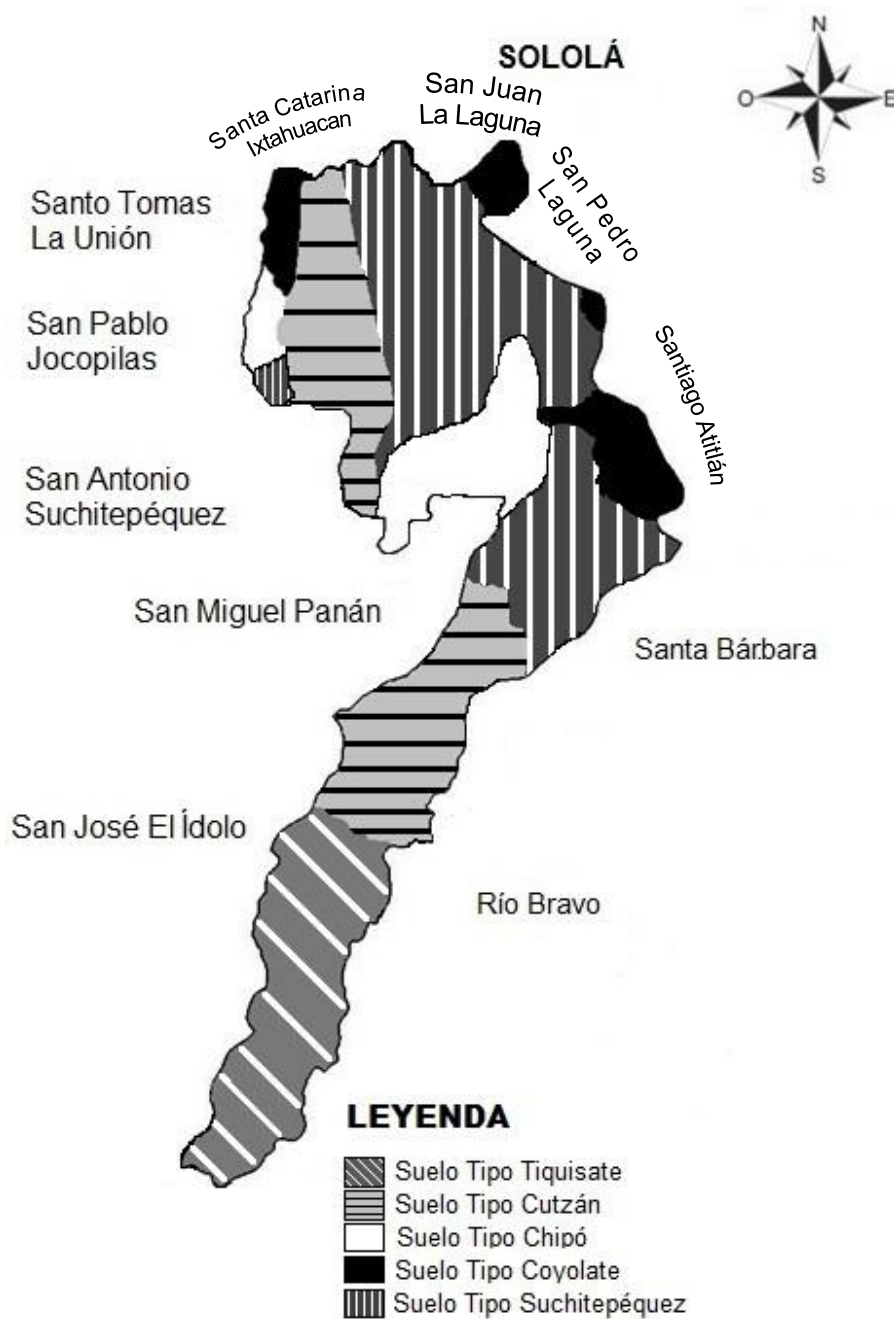 SOLOLÁ
N
O
E
S
Santa Catarina
Ixtahuacan
San Juan
La Laguna
San Pedro
Laguna
Santo Tomas
La Unión
San Pablo
Jocopilas
Santiago Atitlán
San Antonio
Suchitepéquez
San Miguel Panán
Santa Bárbara
San José El Ídolo
Río Bravo
LEYENDA
Suelo Tipo Tiquisate
Suelo Tipo Cutzán
Suelo Tipo Chipó
Suelo Tipo Coyolate
Suelo Tipo Suchitepéquez